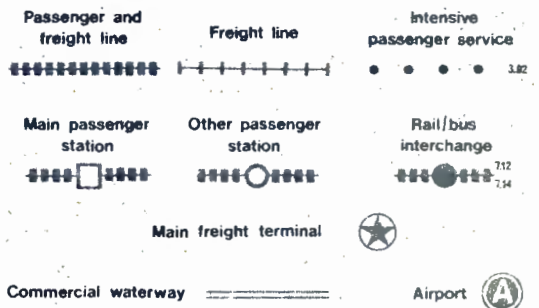 Passenger and
freight line
Freight line
Intensive
passenger service
3.82
Main passenger
station
Other passenger
station
Rail/bus
interchange
7.12
7.14
Main freight terminal
Commercial waterway
Airport
A